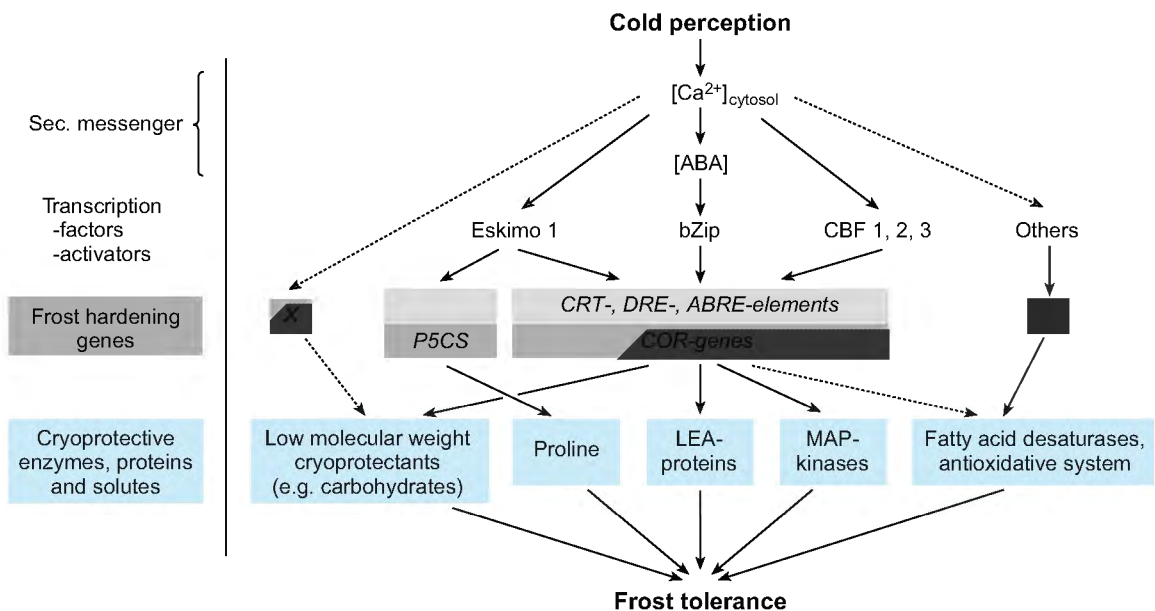 Cold perception
[Ca²⁺]cytosol
Sec. messenger
[ABA]
Transcription
-factors
-activators
Eskimo 1
bZip
CBF 1, 2, 3
Others
Frost hardening
genes
X
CRT-, DRE-, ABRE-elements
P5CS
COR-genes
Cryoprotective
enzymes, proteins
and solutes
Low molecular weight
cryoprotectants
(e.g. carbohydrates)
Proline
LEA-
proteins
MAP-
kinases
Fatty acid desaturases,
antioxidative system
Frost tolerance